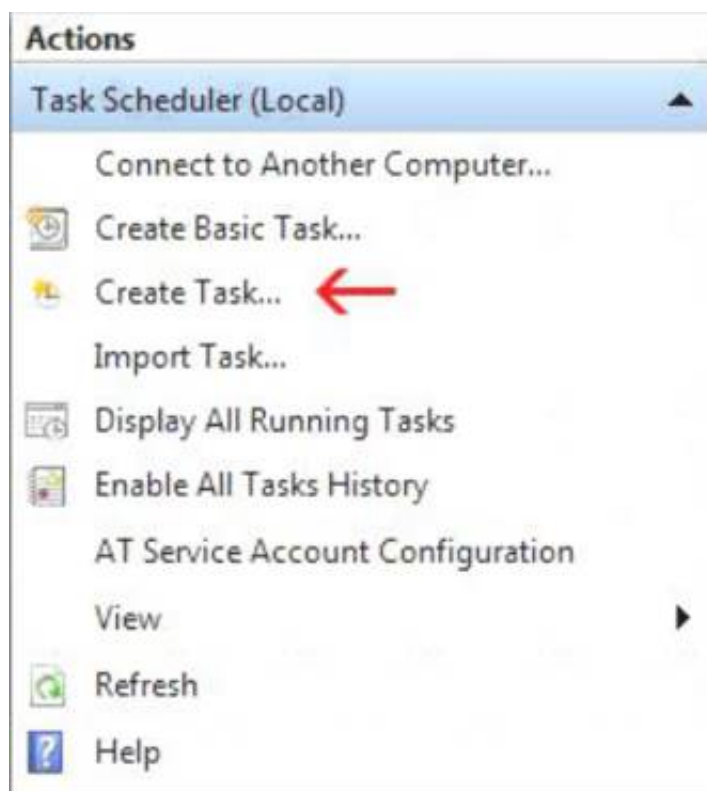 Actions
Task Scheduler (Local)
Connect to Another Computer...
Create Basic Task...
Create Task...
Import Task...
Display All Running Tasks
Enable All Tasks History
AT Service Account Configuration
View
Refresh
Help